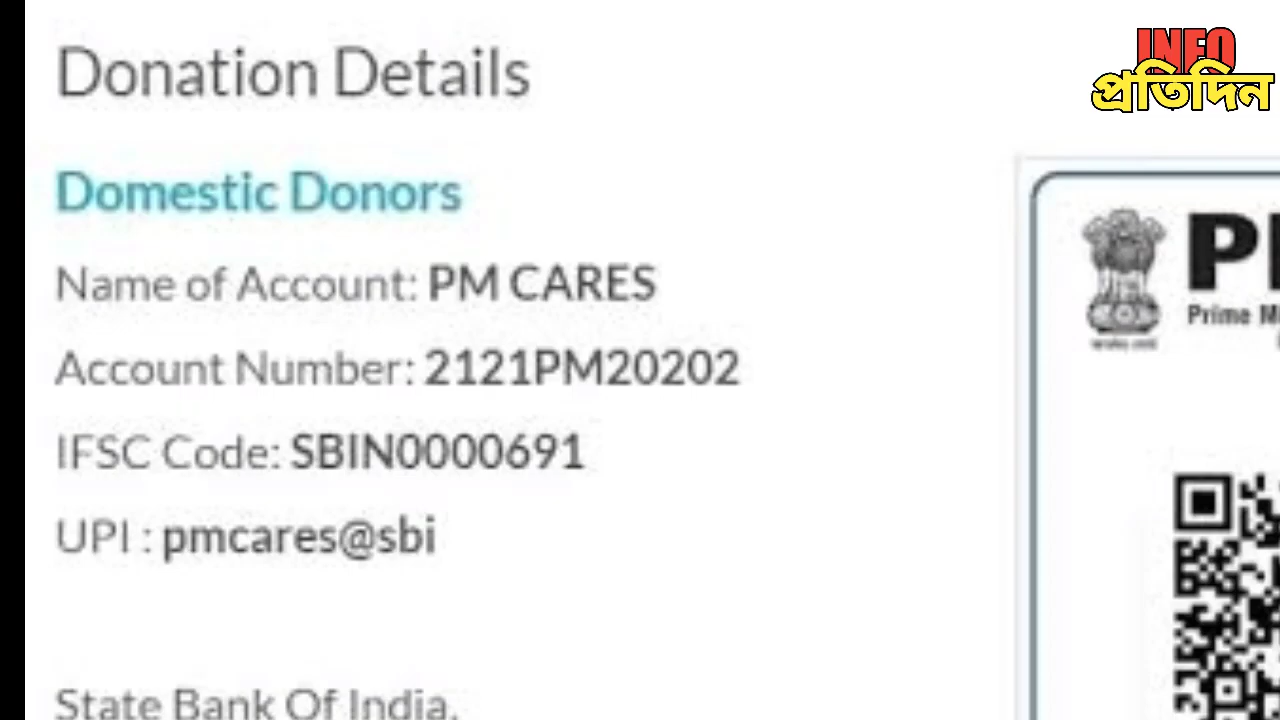 Donation Details
INFO
প্রতিদিন
Domestic Donors
Name of Account: PM CARES
Account Number: 2121PM20202
IFSC Code: SBIN0000691
UPI : pmcares@sbi
State Bank Of India,
Prime